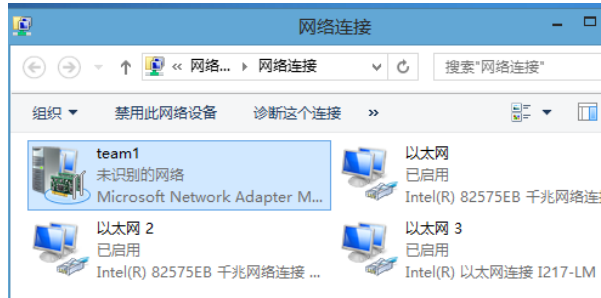 网络连接
« 网络... ▸ 网络连接
搜索"网络连接"
组织 ▼ 禁用此网络设备 诊断这个连接 »
team1
未识别的网络
Microsoft Network Adapter M...
以太网
已启用
Intel(R) 82575EB 千兆网络连接
以太网 2
已启用
Intel(R) 82575EB 千兆网络连接 ...
以太网 3
已启用
Intel(R) 以太网连接 I217-LM